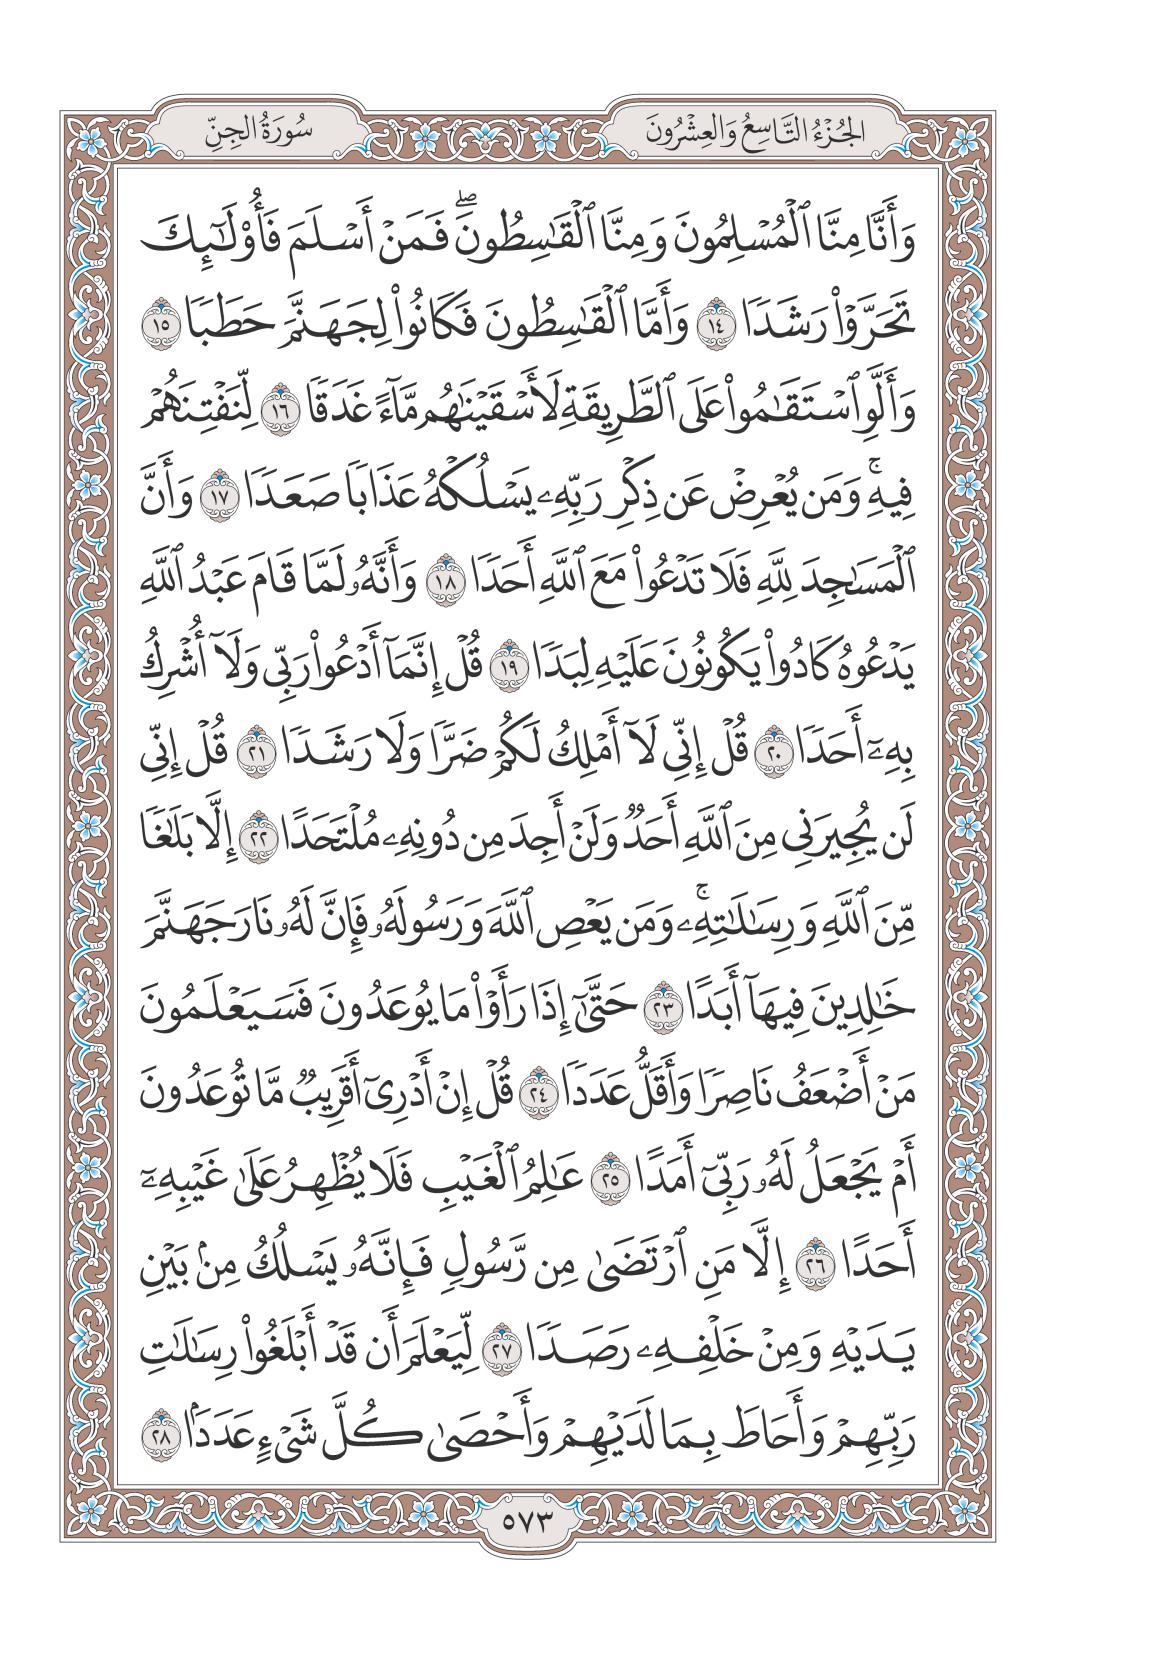 الجُزْءُ التَّاسِعُ وَالعِشْرُونَ
سُورَةُ الجِنِّ
وَأَنَّا مِنَّا ٱلْمُسْلِمُونَ وَمِنَّا ٱلْقَٰسِطُونَۖ فَمَنْ أَسْلَمَ فَأُوْلَٰٓئِكَ
تَحَرَّوْاْ رَشَدٗا ١٤ وَأَمَّا ٱلْقَٰسِطُونَ فَكَانُواْ لِجَهَنَّمَ حَطَبٗا ١٥
وَأَلَّوِ ٱسْتَقَٰمُواْ عَلَى ٱلطَّرِيقَةِ لَأَسْقَيْنَٰهُم مَّآءً غَدَقٗا ١٦ لِّنَفْتِنَهُمْ
فِيهِۚ وَمَن يُعْرِضْ عَن ذِكْرِ رَبِّهِۦ يَسْلُكْهُ عَذَابٗا صَعَدٗا ١٧ وَأَنَّ
ٱلْمَسَٰجِدَ لِلَّهِ فَلَا تَدْعُواْ مَعَ ٱللَّهِ أَحَدٗا ١٨ وَأَنَّهُۥ لَمَّا قَامَ عَبْدُ ٱللَّهِ
يَدْعُوهُ كَادُواْ يَكُونُونَ عَلَيْهِ لِبَدٗا ١٩ قُلْ إِنَّمَآ أَدْعُواْ رَبِّي وَلَآ أُشْرِكُ
بِهِۦٓ أَحَدٗا ٢٠ قُلْ إِنِّي لَآ أَمْلِكُ لَكُمْ ضَرّٗا وَلَا رَشَدٗا ٢١ قُلْ إِنِّي
لَن يُجِيرَنِي مِنَ ٱللَّهِ أَحَدٞ وَلَنْ أَجِدَ مِن دُونِهِۦ مُلْتَحَدًا ٢٢ إِلَّا بَلَٰغٗا
مِّنَ ٱللَّهِ وَرِسَٰلَٰتِهِۦۚ وَمَن يَعْصِ ٱللَّهَ وَرَسُولَهُۥ فَإِنَّ لَهُۥ نَارَ جَهَنَّمَ
خَٰلِدِينَ فِيهَآ أَبَدًا ٢٣ حَتَّىٰٓ إِذَا رَأَوْاْ مَا يُوعَدُونَ فَسَيَعْلَمُونَ
مَنْ أَضْعَفُ نَاصِرٗا وَأَقَلُّ عَدَدٗا ٢٤ قُلْ إِنْ أَدْرِيٓ أَقَرِيبٞ مَّا تُوعَدُونَ
أَمْ يَجْعَلُ لَهُۥ رَبِّيٓ أَمَدًا ٢٥ عَٰلِمُ ٱلْغَيْبِ فَلَا يُظْهِرُ عَلَىٰ غَيْبِهِۦٓ
أَحَدًا ٢٦ إِلَّا مَنِ ٱرْتَضَىٰ مِن رَّسُولٖ فَإِنَّهُۥ يَسْلُكُ مِنۢ بَيْنِ
يَدَيْهِ وَمِنْ خَلْفِهِۦ رَصَدٗا ٢٧ لِّيَعْلَمَ أَن قَدْ أَبْلَغُواْ رِسَٰلَٰتِ
رَبِّهِمْ وَأَحَاطَ بِمَا لَدَيْهِمْ وَأَحْصَىٰ كُلَّ شَيْءٍ عَدَدَۢا ٢٨
٥٧٣